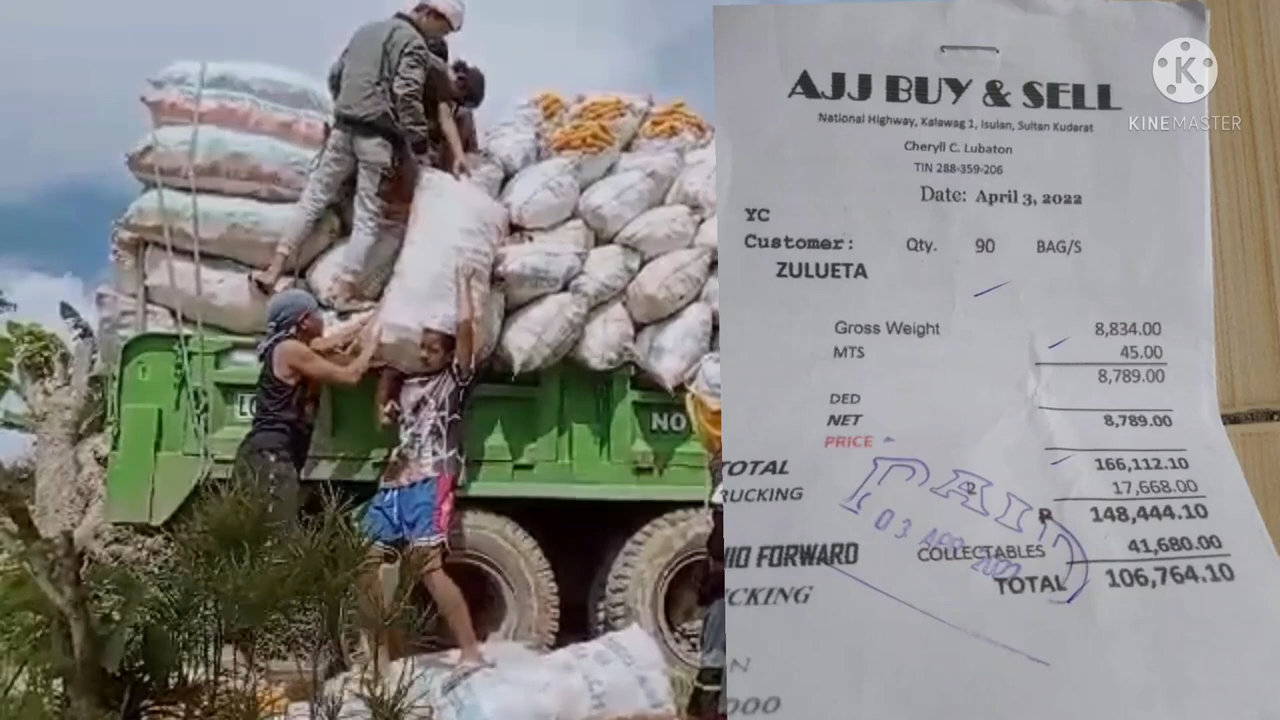 AJJ BUY & SELL
National Highway, Kalawag 1, Isulan, Sultan Kudarat
Cheryll C. Lubaton
TIN 288-359-206
Date: April 3, 2022
YC
Customer: Qty. 90 BAG/S
ZULUETA
Gross Weight 8,834.00
MTS 45.00
8,789.00
DED
NET 8,789.00
PRICE
TOTAL 166,112.10
RUCKING 2 17,668.00
P 148,444.10
FORWARD COLLECTABLES 41,680.00
TOTAL 106,764.10
CKING
000
PAID
03 APR 2022
NO
KINEMASTER